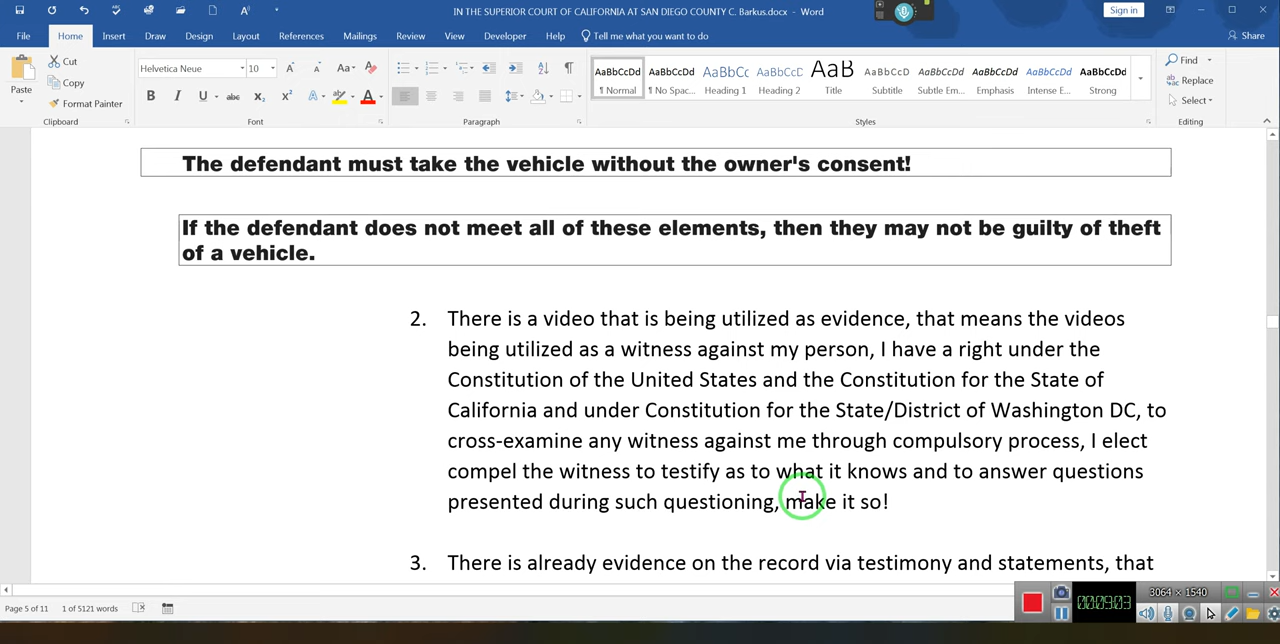 IN THE SUPERIOR COURT OF CALIFORNIA AT SAN DIEGO COUNTY C. Barkus.docx - Word
Sign in
File Home Insert Draw Design Layout References Mailings Review View Developer Help Tell me what you want to do Share
Paste
Cut
Copy
Format Painter
Helvetica Neue 10
AaBbCcDd AaBbCcDd AaBbCc AaBbCcDd AaB AaBbCcD AaBbCcDd AaBbCcDd AaBbCcDd AaBbCcDd
¶ Normal ¶ No Spac... Heading 1 Heading 2 Title Subtitle Subtle Em... Emphasis Intense E... Strong
Find
Replace
Select
Clipboard Font Paragraph Styles Editing
The defendant must take the vehicle without the owner's consent!
If the defendant does not meet all of these elements, then they may not be guilty of theft
of a vehicle.
2. There is a video that is being utilized as evidence, that means the videos
being utilized as a witness against my person, I have a right under the
Constitution of the United States and the Constitution for the State of
California and under Constitution for the State/District of Washington DC, to
cross-examine any witness against me through compulsory process, I elect
compel the witness to testify as to what it knows and to answer questions
presented during such questioning, make it so!
3. There is already evidence on the record via testimony and statements, that
Page 5 of 11 1 of 5121 words
3064 × 1540
00:09:03